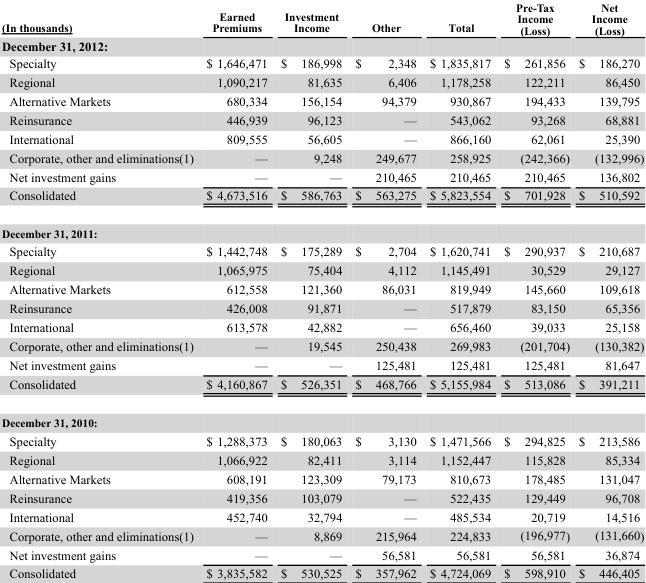 (In thousands) Earned Premiums Investment Income Other Total Pre-Tax Income (Loss) Net Income (Loss)
December 31, 2012:
Specialty $ 1,646,471 $ 186,998 $ 2,348 $ 1,835,817 $ 261,856 $ 186,270
Regional 1,090,217 81,635 6,406 1,178,258 122,211 86,450
Alternative Markets 680,334 156,154 94,379 930,867 194,433 139,795
Reinsurance 446,939 96,123 — 543,062 93,268 68,881
International 809,555 56,605 — 866,160 62,061 25,390
Corporate, other and eliminations(1) — 9,248 249,677 258,925 (242,366) (132,996)
Net investment gains — — 210,465 210,465 210,465 136,802
Consolidated $ 4,673,516 $ 586,763 $ 563,275 $ 5,823,554 $ 701,928 $ 510,592
December 31, 2011:
Specialty $ 1,442,748 $ 175,289 $ 2,704 $ 1,620,741 $ 290,937 $ 210,687
Regional 1,065,975 75,404 4,112 1,145,491 30,529 29,127
Alternative Markets 612,558 121,360 86,031 819,949 145,660 109,618
Reinsurance 426,008 91,871 — 517,879 83,150 65,356
International 613,578 42,882 — 656,460 39,033 25,158
Corporate, other and eliminations(1) — 19,545 250,438 269,983 (201,704) (130,382)
Net investment gains — — 125,481 125,481 125,481 81,647
Consolidated $ 4,160,867 $ 526,351 $ 468,766 $ 5,155,984 $ 513,086 $ 391,211
December 31, 2010:
Specialty $ 1,288,373 $ 180,063 $ 3,130 $ 1,471,566 $ 294,825 $ 213,586
Regional 1,066,922 82,411 3,114 1,152,447 115,828 85,334
Alternative Markets 608,191 123,309 79,173 810,673 178,485 131,047
Reinsurance 419,356 103,079 — 522,435 129,449 96,708
International 452,740 32,794 — 485,534 20,719 14,516
Corporate, other and eliminations(1) — 8,869 215,964 224,833 (196,977) (131,660)
Net investment gains — — 56,581 56,581 56,581 36,874
Consolidated $ 3,835,582 $ 530,525 $ 357,962 $ 4,724,069 $ 598,910 $ 446,405